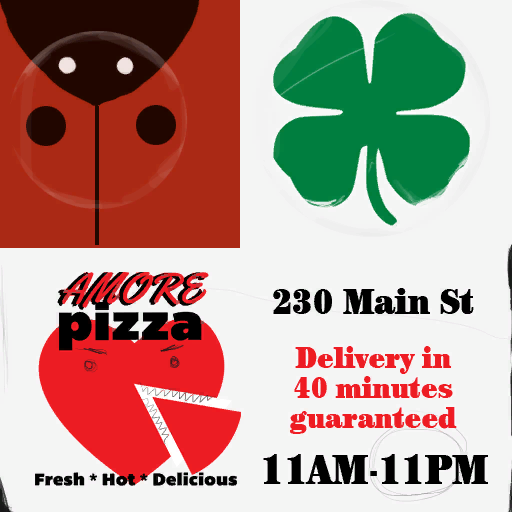 AMORE
pizza
Fresh * Hot * Delicious
230 Main St
Delivery in
40 minutes
guaranteed
11AM-11PM